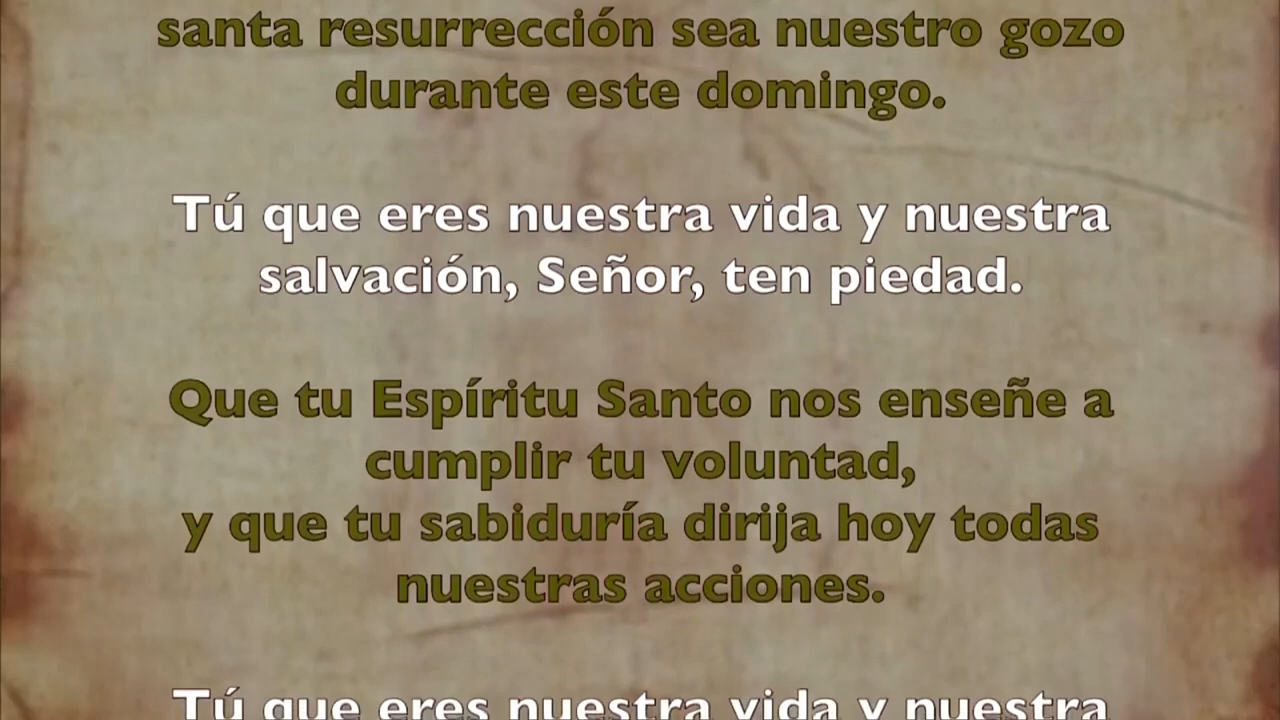 santa resurrección sea nuestro gozo
durante este domingo.
Tú que eres nuestra vida y nuestra
salvación, Señor, ten piedad.
Que tu Espíritu Santo nos enseñe a
cumplir tu voluntad,
y que tu sabiduría dirija hoy todas
nuestras acciones.
Tú que eres nuestra vida y nuestra